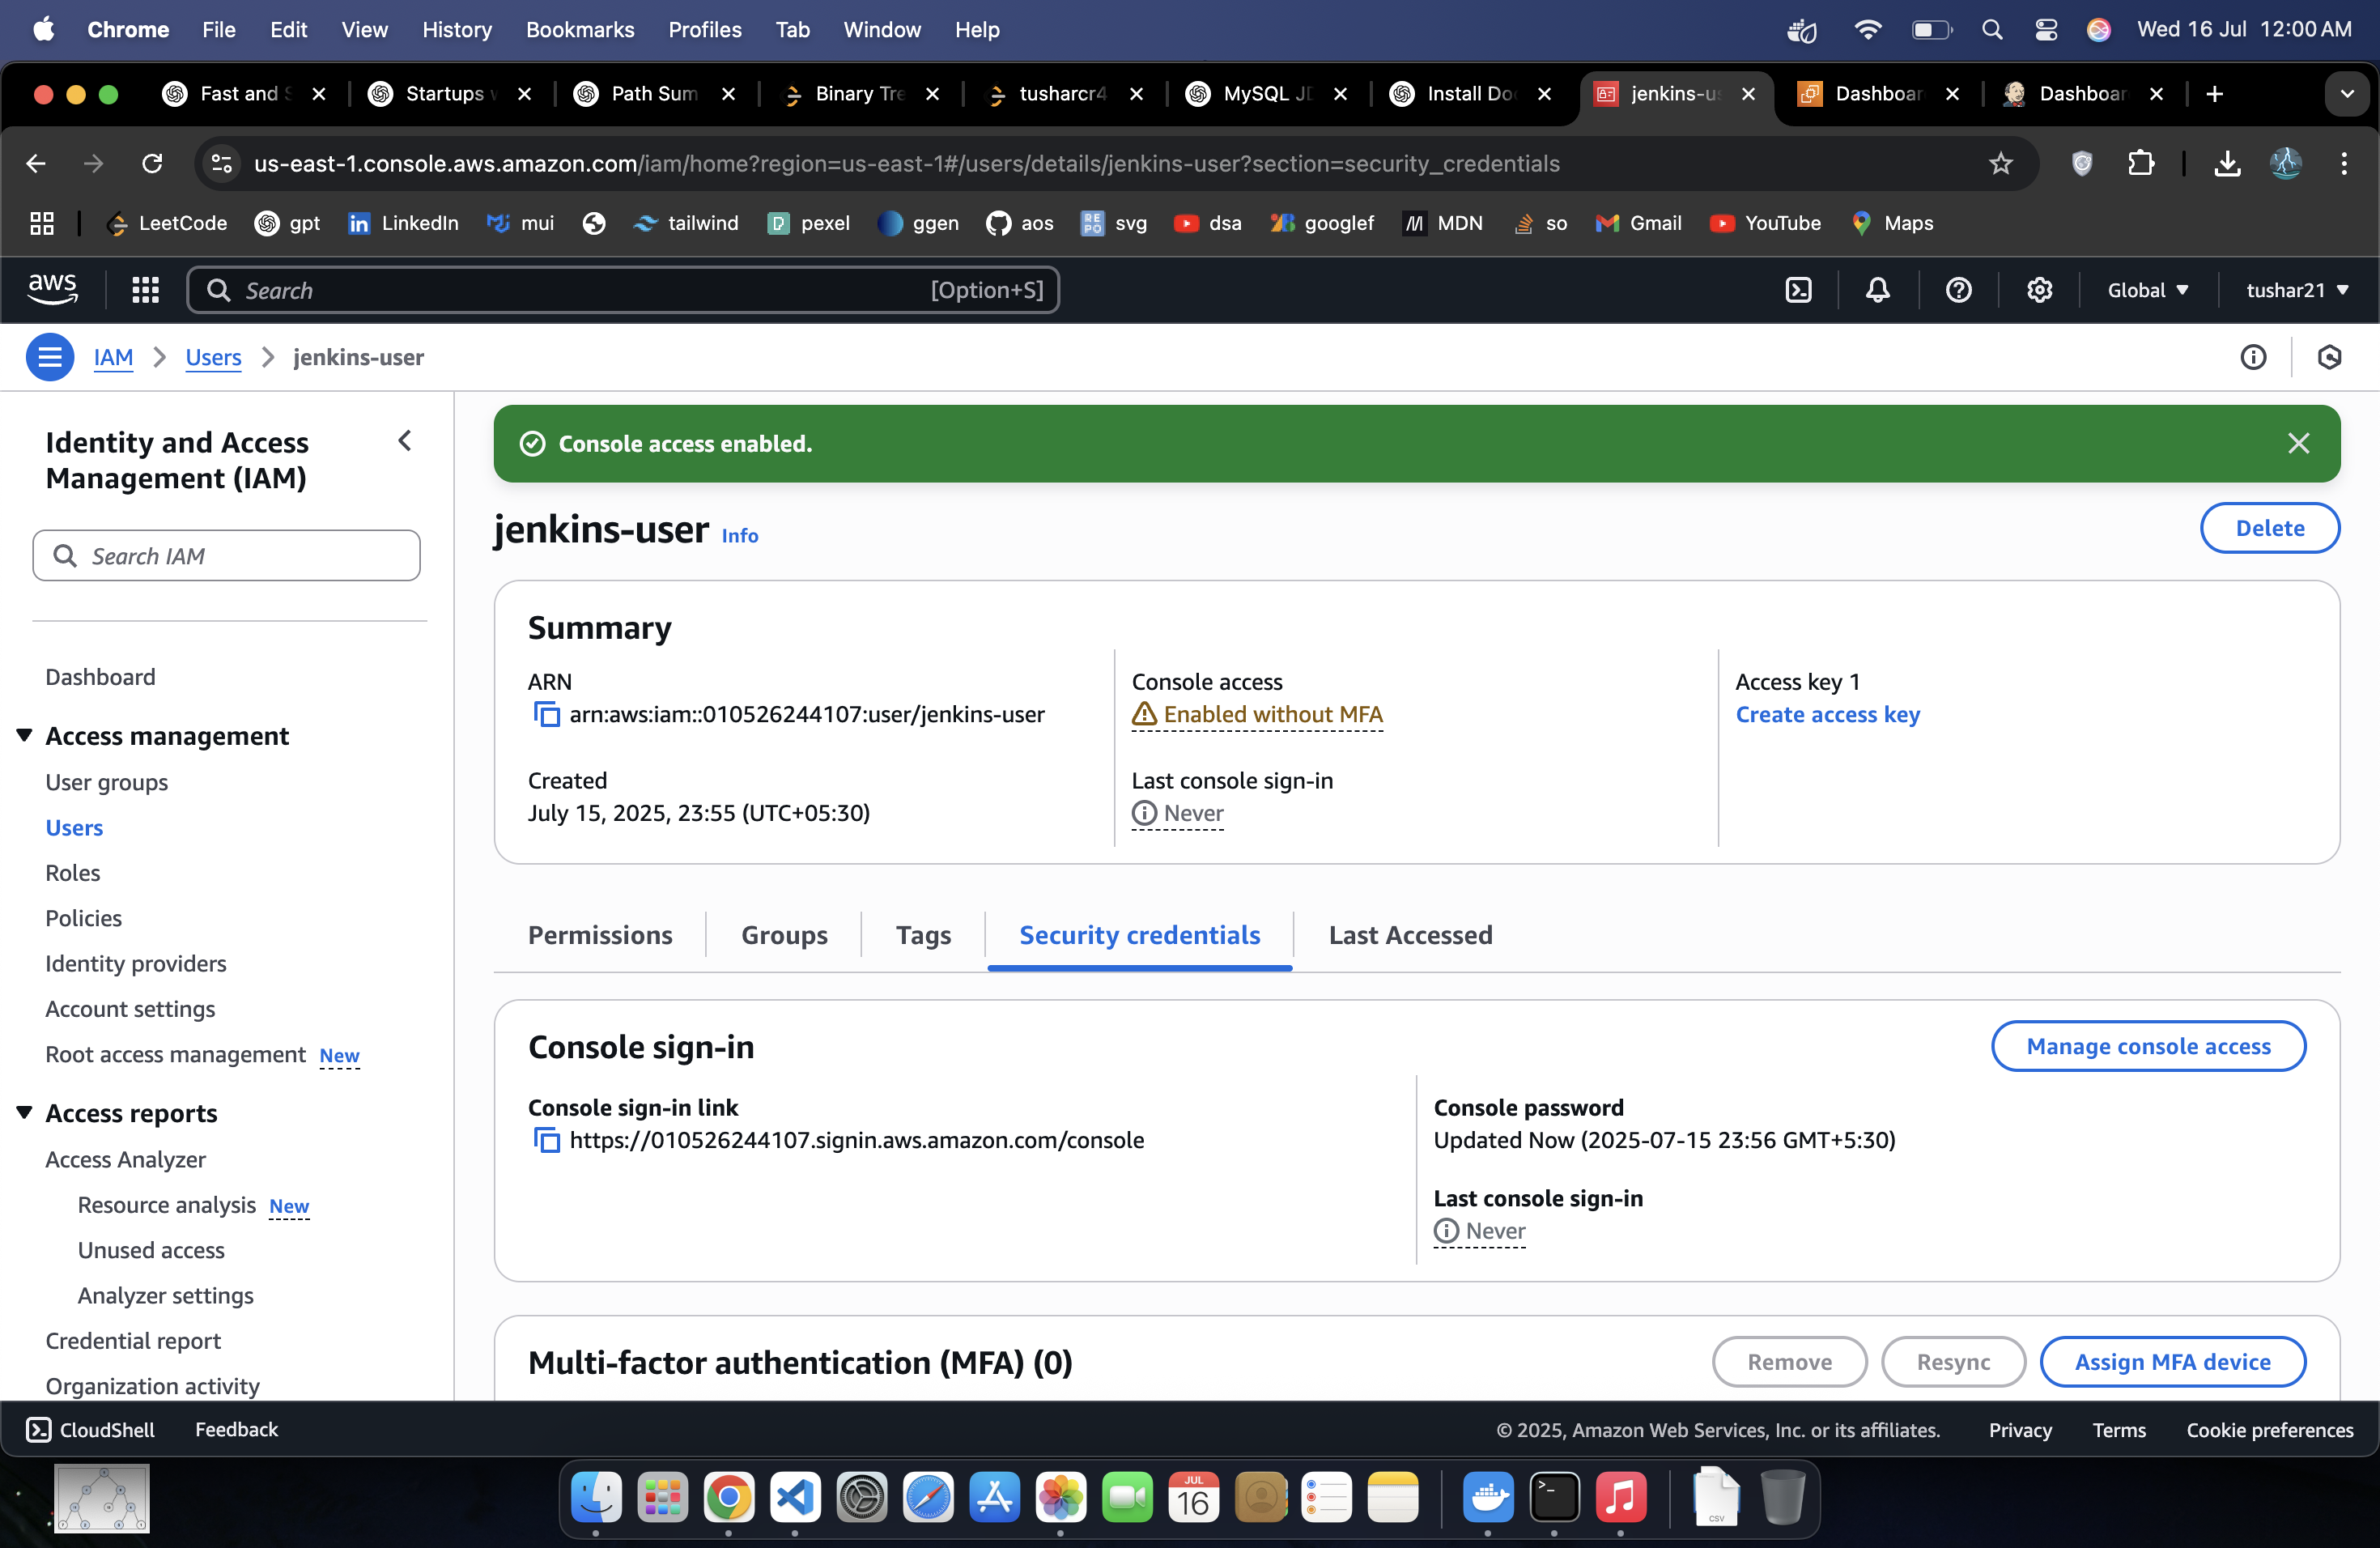 Chrome File Edit View History Bookmarks Profiles Tab Window Help Wed 16 Jul 12:00 AM
Fast and S Startups w Path Sum Binary Tre tusharcr4 MySQL JD Install Doc jenkins-us Dashboar Dashboar
us-east-1.console.aws.amazon.com/iam/home?region=us-east-1#/users/details/jenkins-user?section=security_credentials
LeetCode gpt in LinkedIn mui tailwind P pexel ggen aos REPO svg dsa googlef M MDN so Gmail YouTube Maps
aws Search [Option+S] Global tushar21
IAM Users jenkins-user
Identity and Access
Management (IAM)
Search IAM
Dashboard
Access management
User groups
Users
Roles
Policies
Identity providers
Account settings
Root access management New
Access reports
Access Analyzer
Resource analysis New
Unused access
Analyzer settings
Credential report
Organization activity
Console access enabled.
jenkins-user Info Delete
Summary
ARN
arn:aws:iam::010526244107:user/jenkins-user
Created
July 15, 2025, 23:55 (UTC+05:30)
Console access
Enabled without MFA
Last console sign-in
Never
Access key 1
Create access key
Permissions Groups Tags Security credentials Last Accessed
Console sign-in Manage console access
Console sign-in link
https://010526244107.signin.aws.amazon.com/console
Console password
Updated Now (2025-07-15 23:56 GMT+5:30)
Last console sign-in
Never
Multi-factor authentication (MFA) (0) Remove Resync Assign MFA device
CloudShell Feedback © 2025, Amazon Web Services, Inc. or its affiliates. Privacy Terms Cookie preferences
JUL
16
CSV